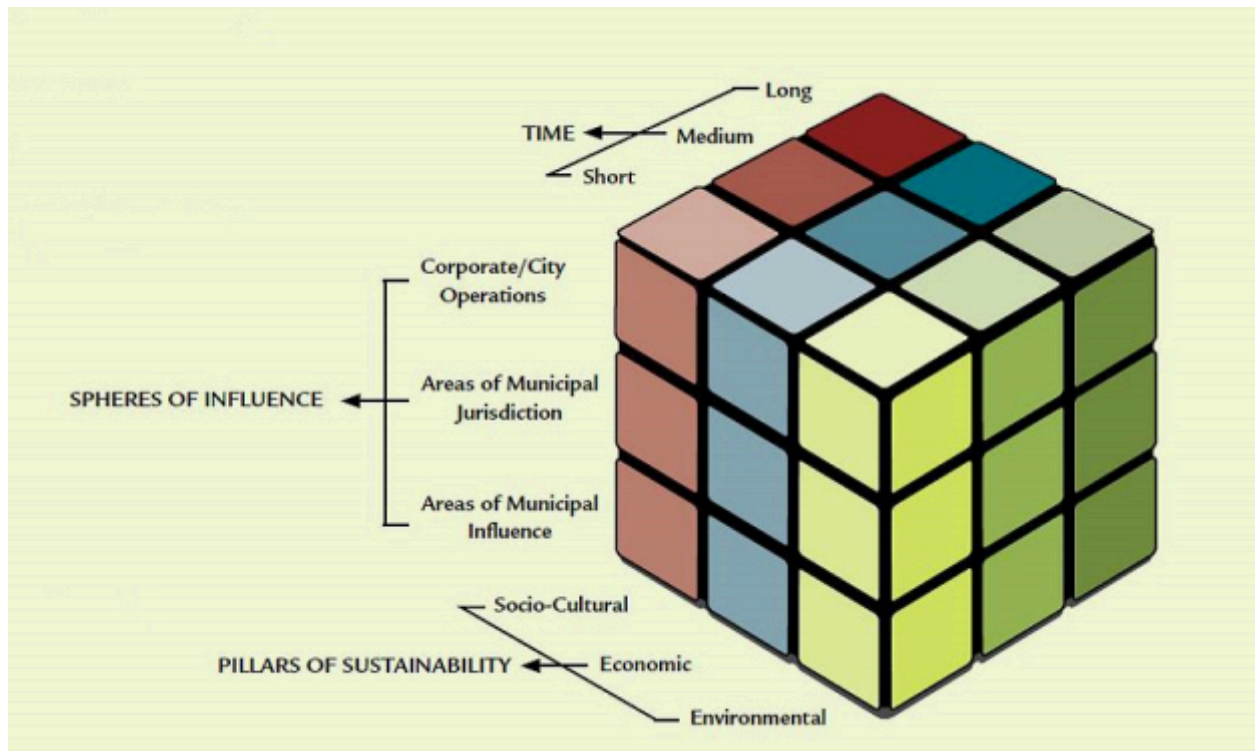 Long
TIME
Medium
Short
Corporate/City
Operations
SPHERES OF INFLUENCE
Areas of Municipal
Jurisdiction
Areas of Municipal
Influence
Socio-Cultural
PILLARS OF SUSTAINABILITY
Economic
Environmental